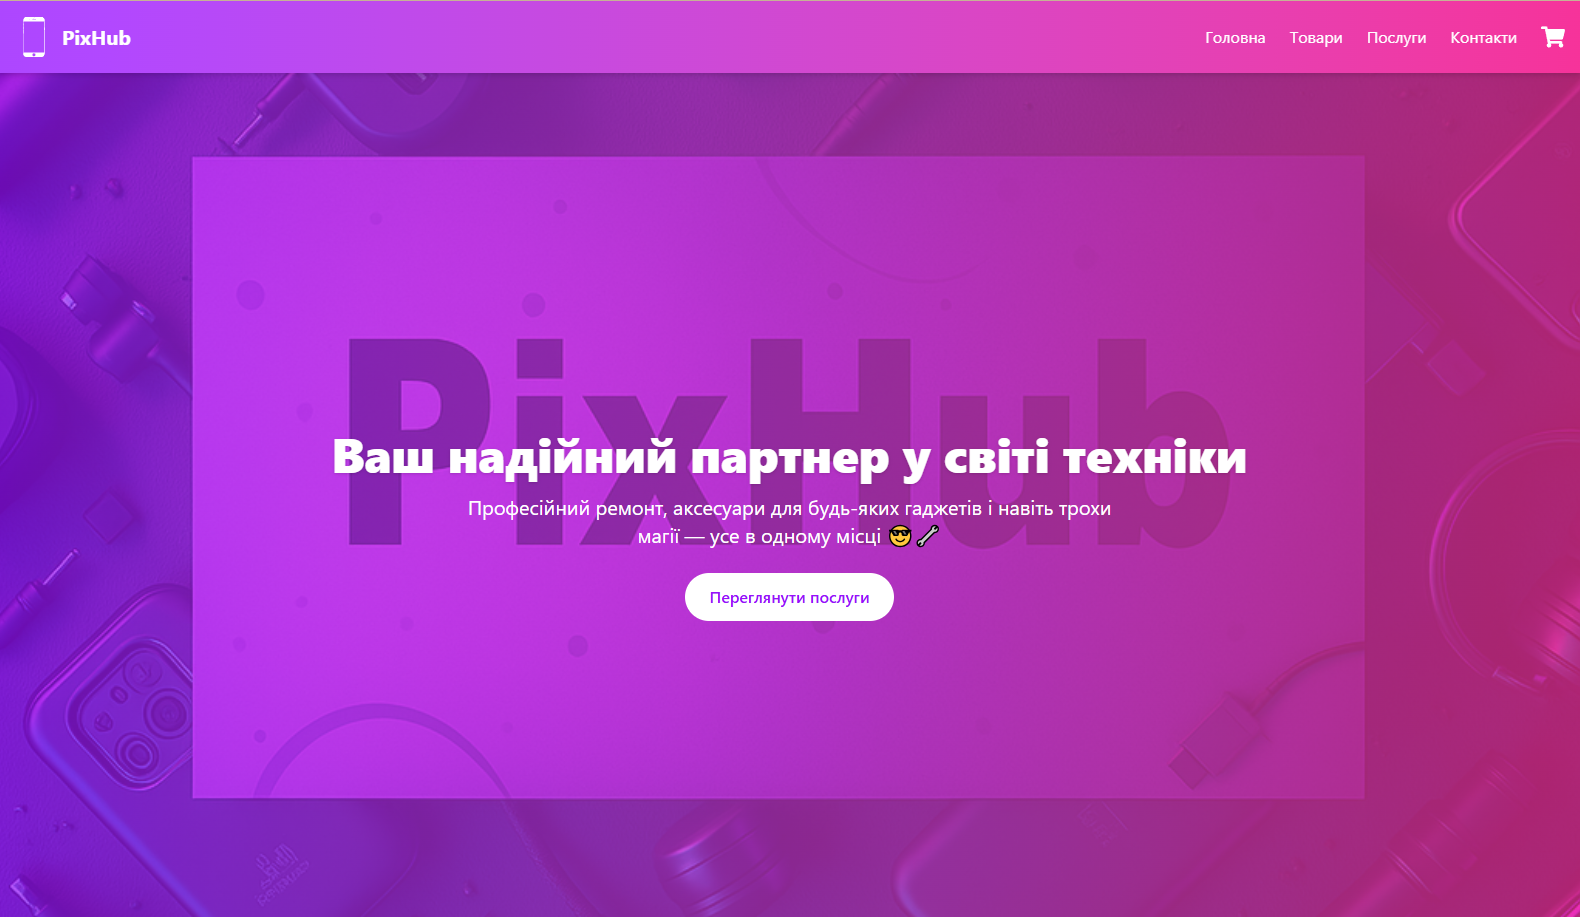 PixHub
Головна Товари Послуги Контакти
PixHub
Ваш надійний партнер у світі техніки
Професійний ремонт, аксесуари для будь-яких гаджетів і навіть трохи
магії — усе в одному місці 😎🔧
Переглянути послуги